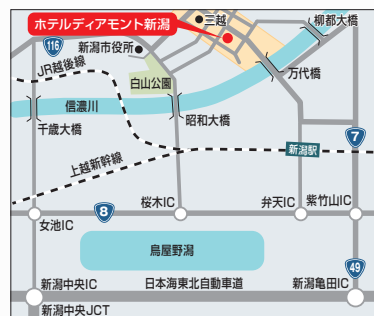 ホテルディアモント新潟
三越
柳都大橋
116
新潟市役所
JR越後線
万代橋
白山公園
信濃川
昭和大橋
千歳大橋
7
新潟駅
上越新幹線
8
桜木IC
弁天IC
紫竹山IC
女池IC
鳥屋野潟
49
新潟中央IC
日本海東北自動車道
新潟亀田IC
新潟中央JCT